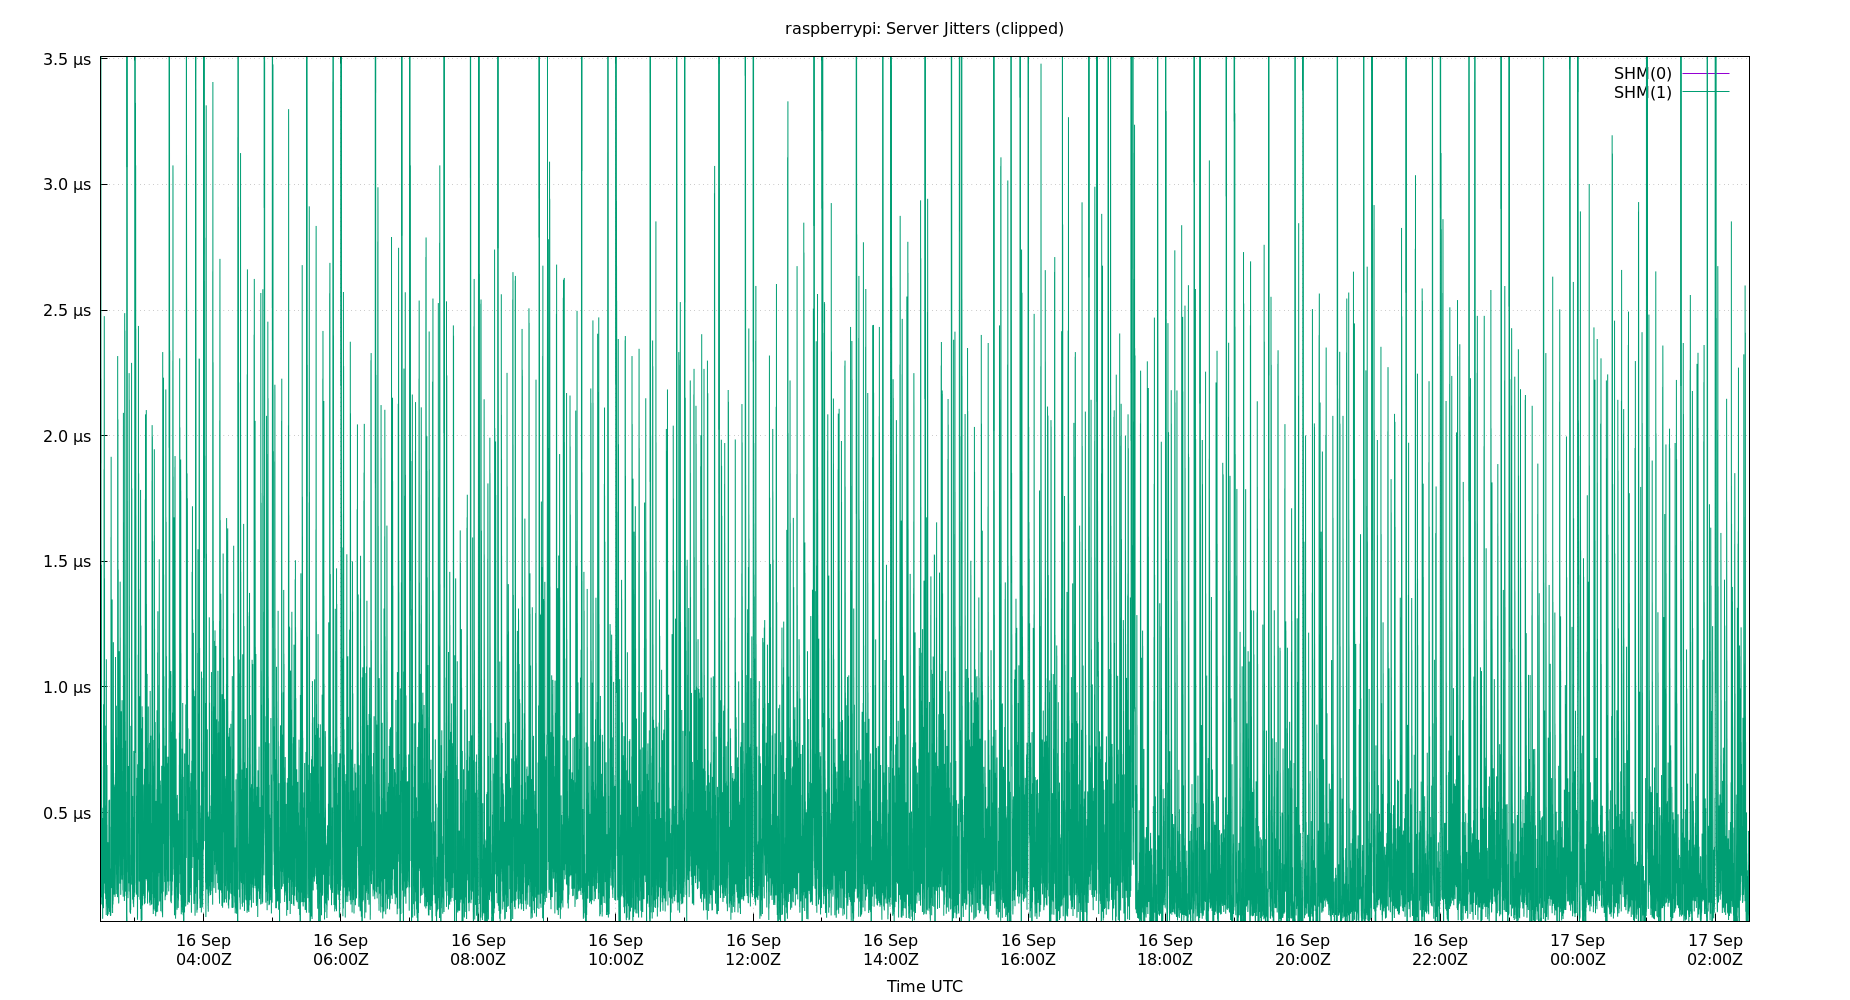 raspberrypi: Server Jitters (clipped)
3.5 µs
3.0 µs
2.5 µs
2.0 µs
1.5 µs
1.0 µs
0.5 µs
SHM(0)
SHM(1)
16 Sep 16 Sep 16 Sep 16 Sep 16 Sep 16 Sep 16 Sep 16 Sep 16 Sep 16 Sep 17 Sep 17 Sep
04:00Z 06:00Z 08:00Z 10:00Z 12:00Z 14:00Z 16:00Z 18:00Z 20:00Z 22:00Z 00:00Z 02:00Z
Time UTC